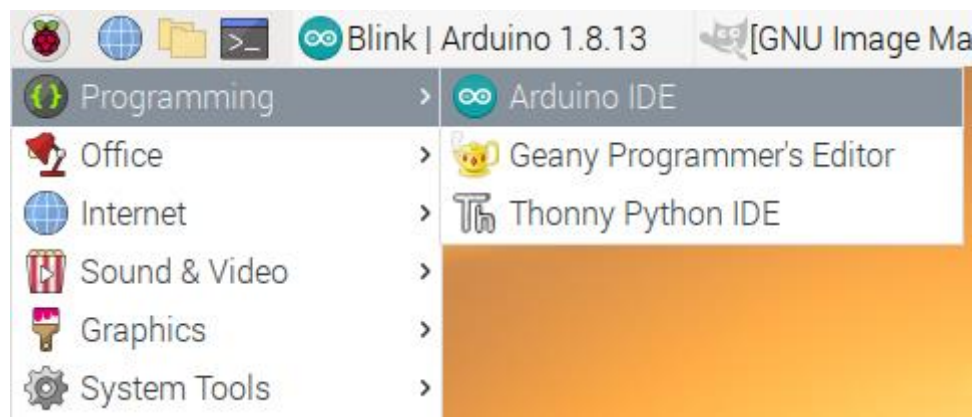 Blink | Arduino 1.8.13 [GNU Image Ma
Programming
Office
Internet
Sound & Video
Graphics
System Tools
Arduino IDE
Geany Programmer's Editor
Thonny Python IDE